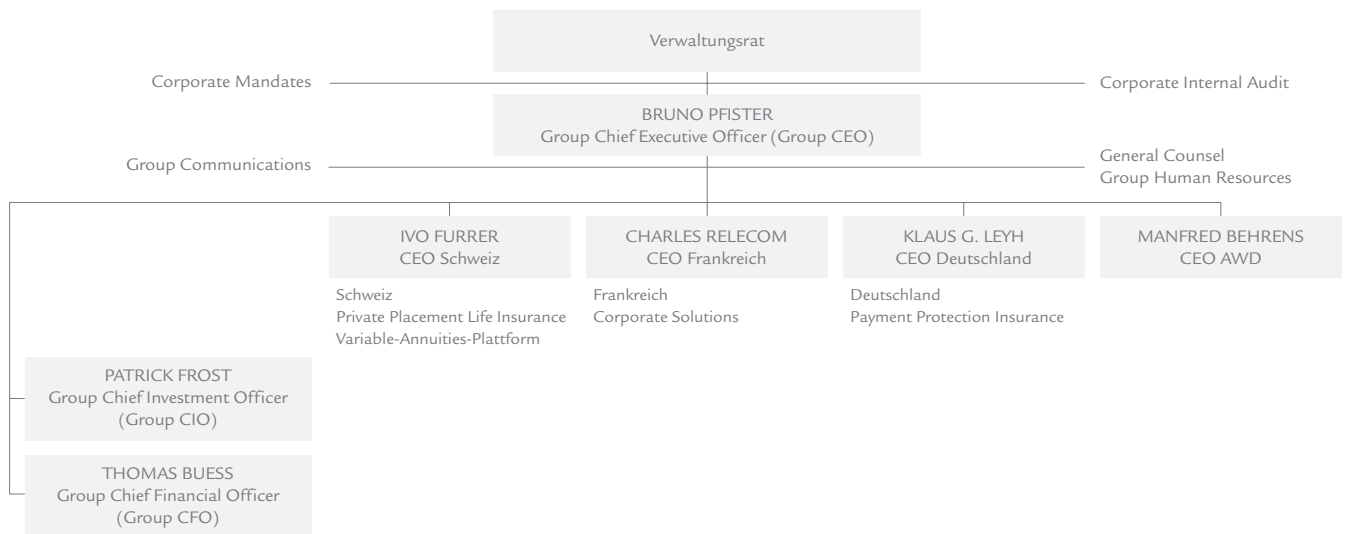 Verwaltungsrat
Corporate Mandates
Corporate Internal Audit
BRUNO PFISTER
Group Chief Executive Officer (Group CEO)
Group Communications
General Counsel
Group Human Resources
IVO FURRER
CEO Schweiz
Schweiz
Private Placement Life Insurance
Variable-Annuities-Plattform
CHARLES RELECOM
CEO Frankreich
Frankreich
Corporate Solutions
KLAUS G. LEYH
CEO Deutschland
Deutschland
Payment Protection Insurance
MANFRED BEHRENS
CEO AWD
PATRICK FROST
Group Chief Investment Officer
(Group CIO)
THOMAS BUESS
Group Chief Financial Officer
(Group CFO)